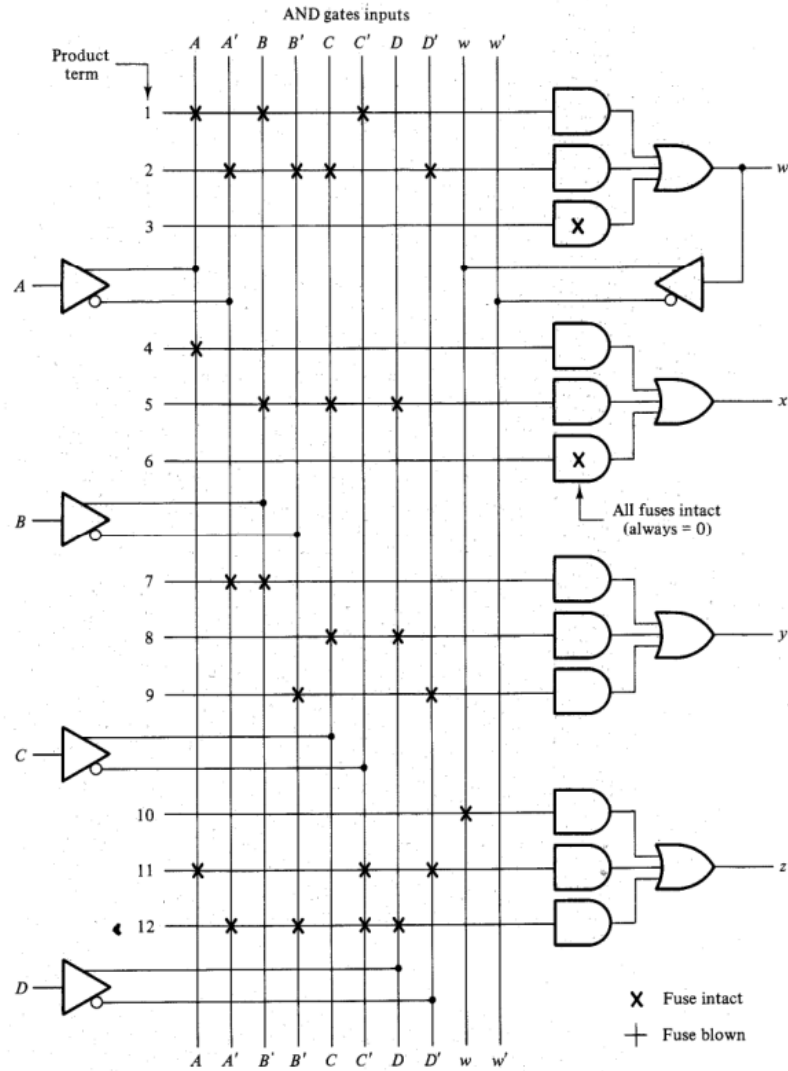 AND gates inputs
A A' B B' C C' D D' w w'
Product
term
1
2
w
3
A
4
5
x
6
All fuses intact
(always = 0)
B
7
8
y
9
C
10
11
z
12
D
X Fuse intact
+ Fuse blown
A A' B' B' C C' D D' w w'